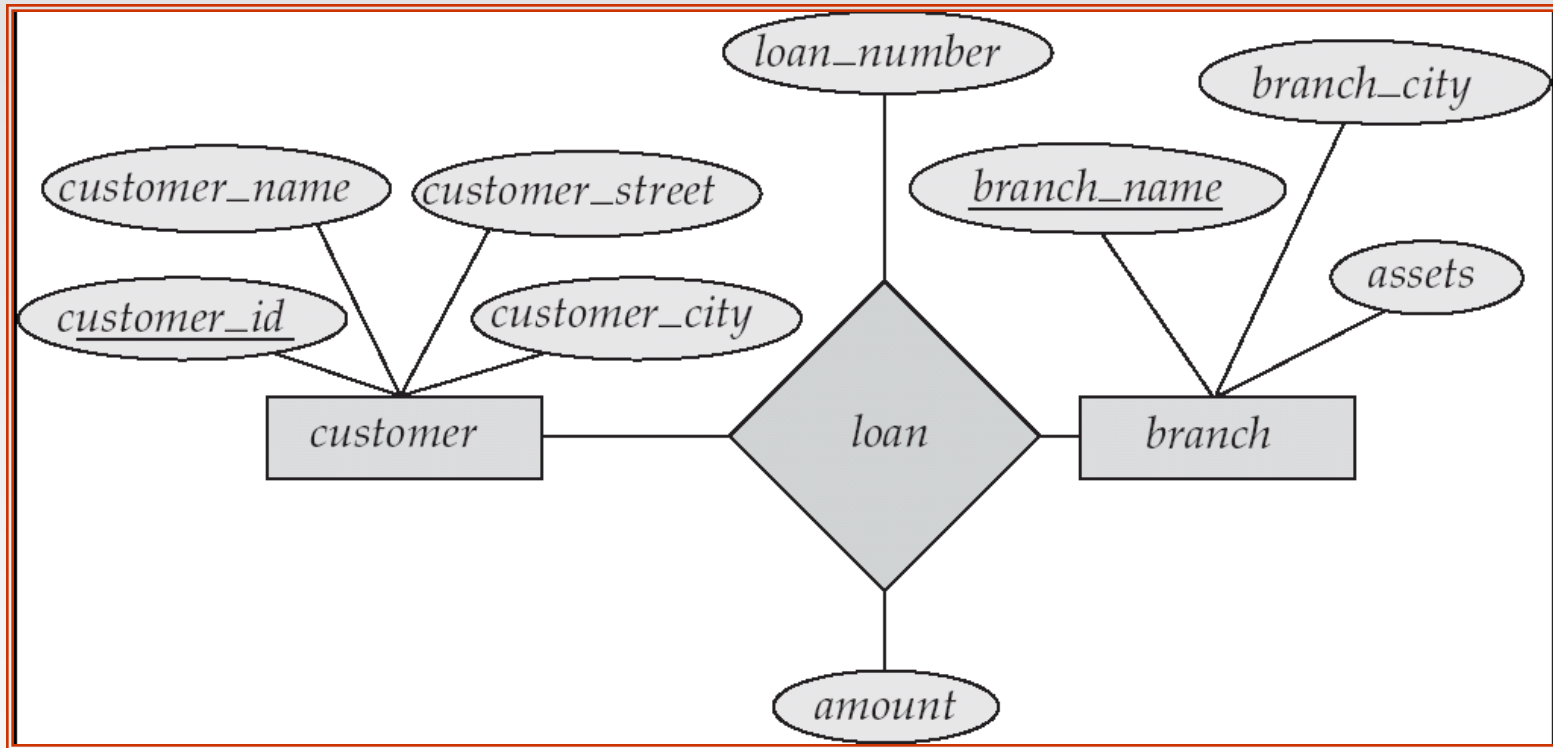 loan_number
branch_city
customer_name
customer_street
branch_name
assets
customer_id
customer_city
customer
loan
branch
amount